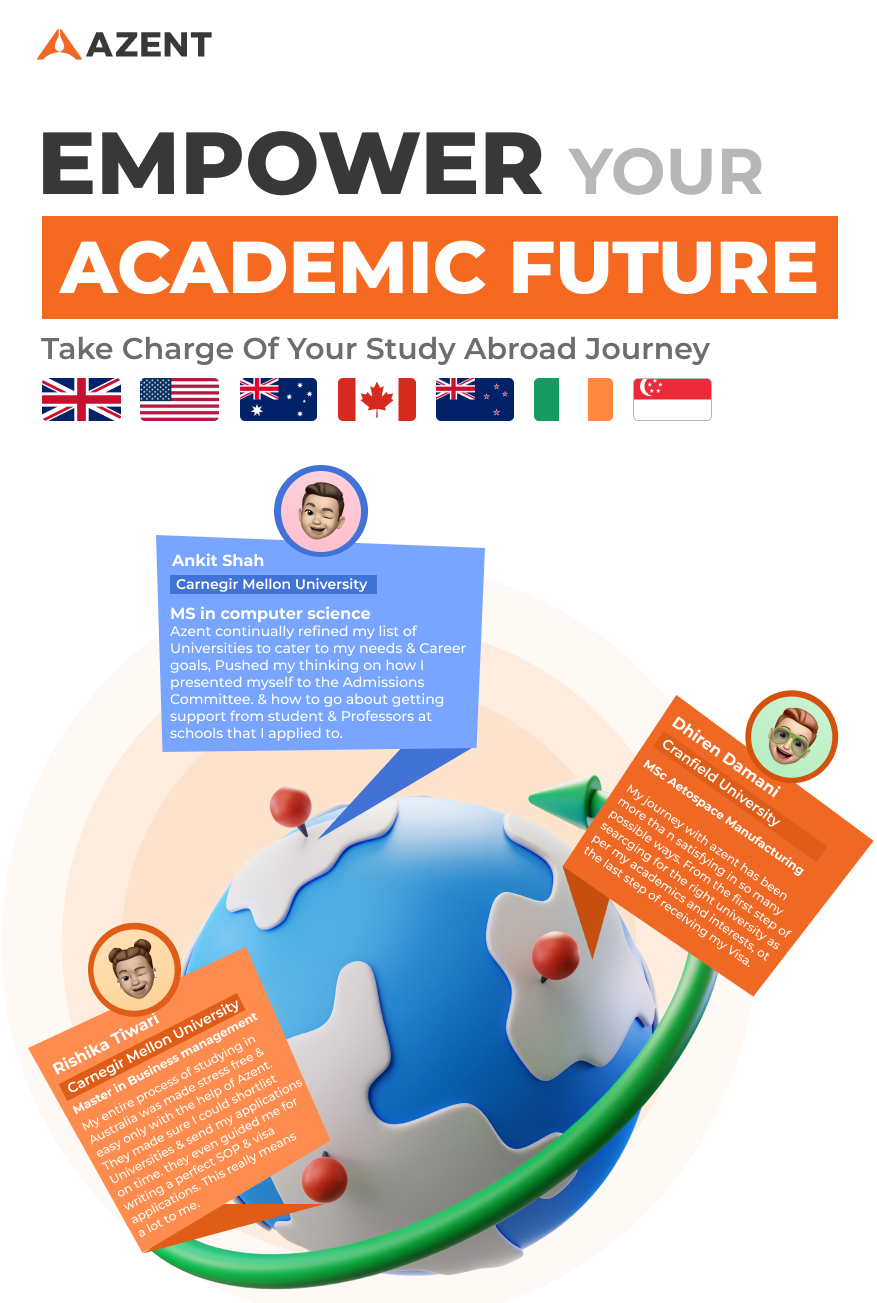 AZENT
EMPOWER YOUR
ACADEMIC FUTURE
Take Charge Of Your Study Abroad Journey
Ankit Shah
Carnegir Mellon University
MS in computer science
Azent continually refined my list of
Universities to cater to my needs & Career
goals, Pushed my thinking on how I
presented myself to the Admissions
Committee. & how to go about getting
support from student & Professors at
schools that I applied to.
Dhiren Damani
Cranfield University
MSc Aetospace Manufacturing
My journey with azent has been
more tha n satisfying in so many
possible ways. From the first step of
searcging for the right university as
per my academics and interests, ot
the last step of receiving my Visa.
Rishika Tiwari
Carnegir Mellon University
Master in Business management
My entire process of studying in
Australia was made stress free &
easy only with the help of Azent.
They made sure I could shortlist
Universities & send my applications
on time. they even guided me for
writing a perfect SOP & visa
applications. This really means
a lot to me.